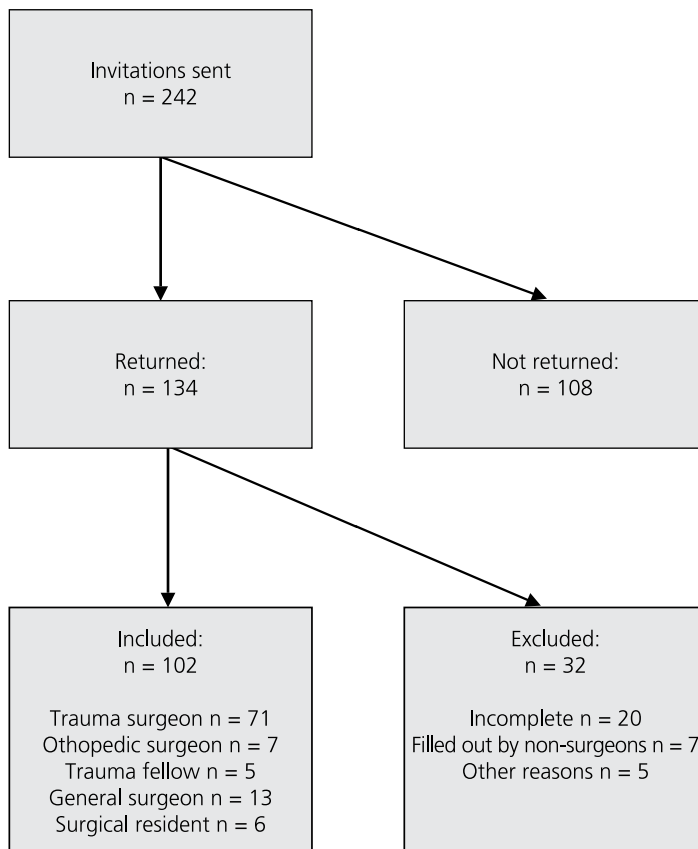 Invitations sent
n = 242
Returned:
n = 134
Not returned:
n = 108
Included:
n = 102
Trauma surgeon n = 71
Othopedic surgeon n = 7
Trauma fellow n = 5
General surgeon n = 13
Surgical resident n = 6
Excluded:
n = 32
Incomplete n = 20
Filled out by non-surgeons n = 7
Other reasons n = 5